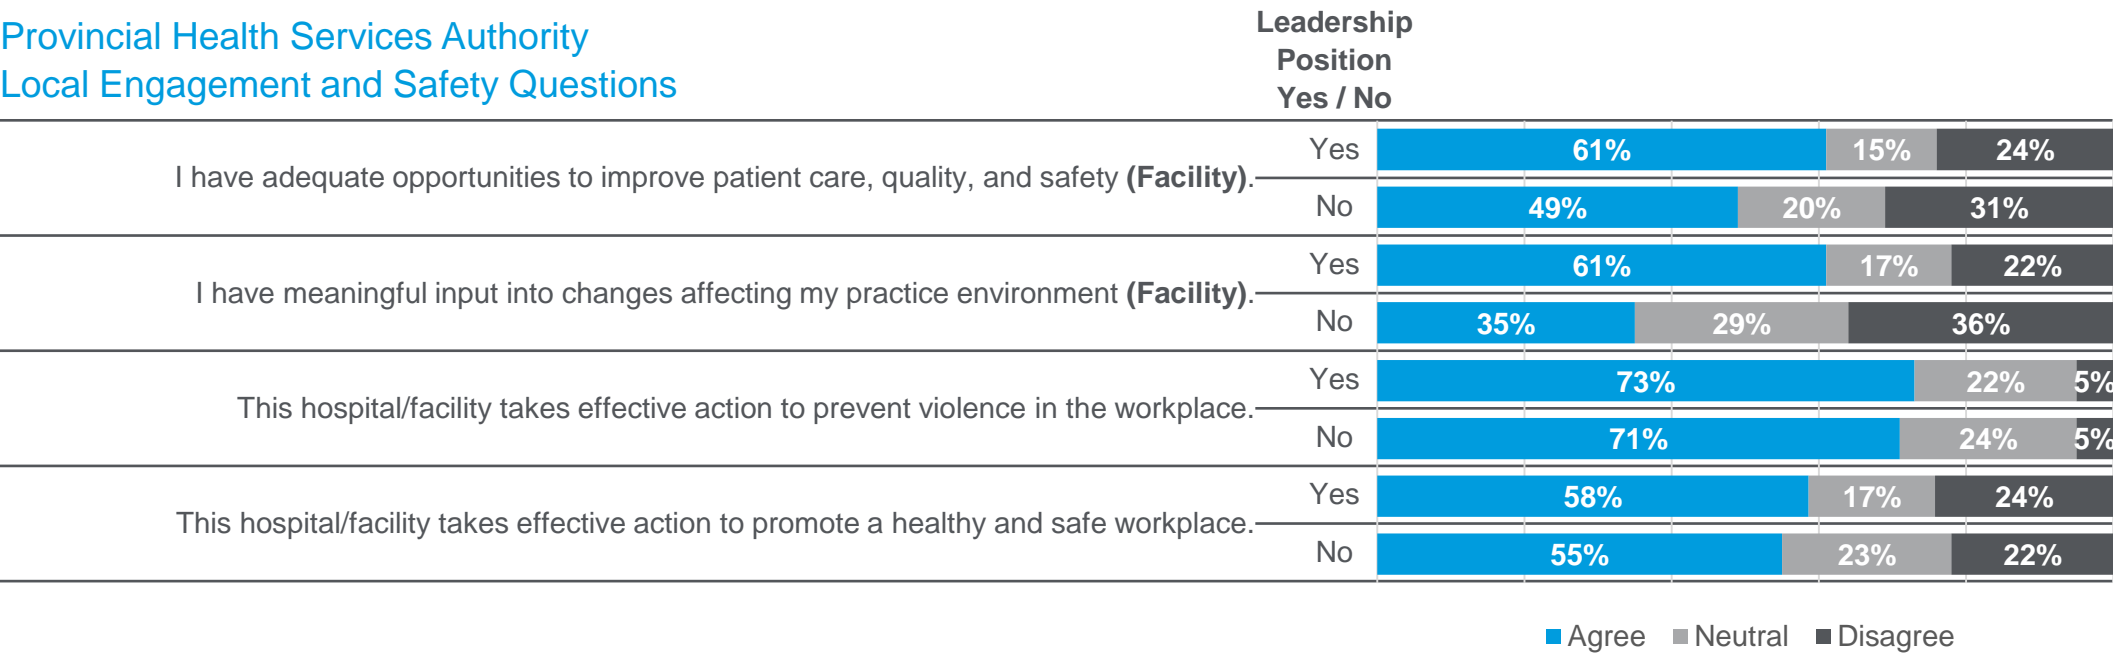 Provincial Health Services Authority
Local Engagement and Safety Questions
Leadership
Position
Yes / No
I have adequate opportunities to improve patient care, quality, and safety (Facility).
Yes 61% 15% 24%
No 49% 20% 31%
I have meaningful input into changes affecting my practice environment (Facility).
Yes 61% 17% 22%
No 35% 29% 36%
This hospital/facility takes effective action to prevent violence in the workplace.
Yes 73% 22% 5%
No 71% 24% 5%
This hospital/facility takes effective action to promote a healthy and safe workplace.
Yes 58% 17% 24%
No 55% 23% 22%
Agree Neutral Disagree